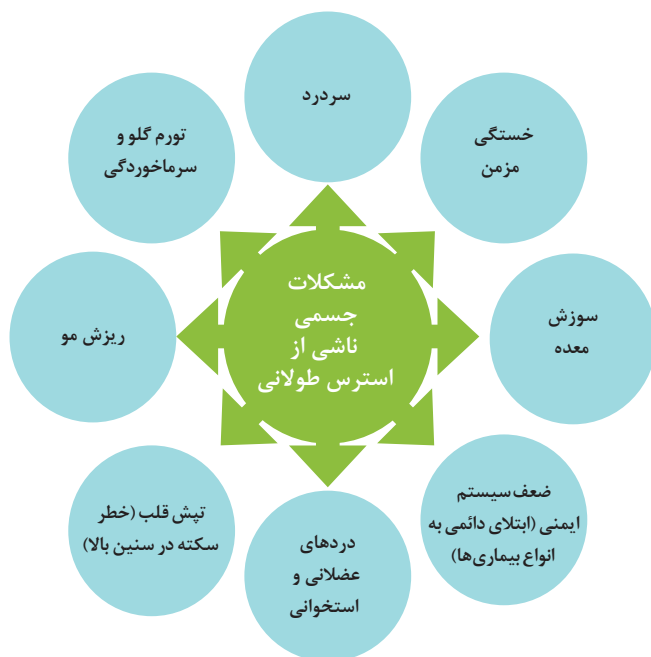 مشکلات
جسمی
ناشی از
استرس طولانی
سردرد
خستگی
مزمن
سوزش
معده
ضعف سیستم
ایمنی (ابتلای دائمی به
انواع بیماری‌ها)
دردهای
عضلانی و
استخوانی
تپش قلب (خطر
سکته در سنین بالا)
ریزش مو
تورم گلو و
سرماخوردگی